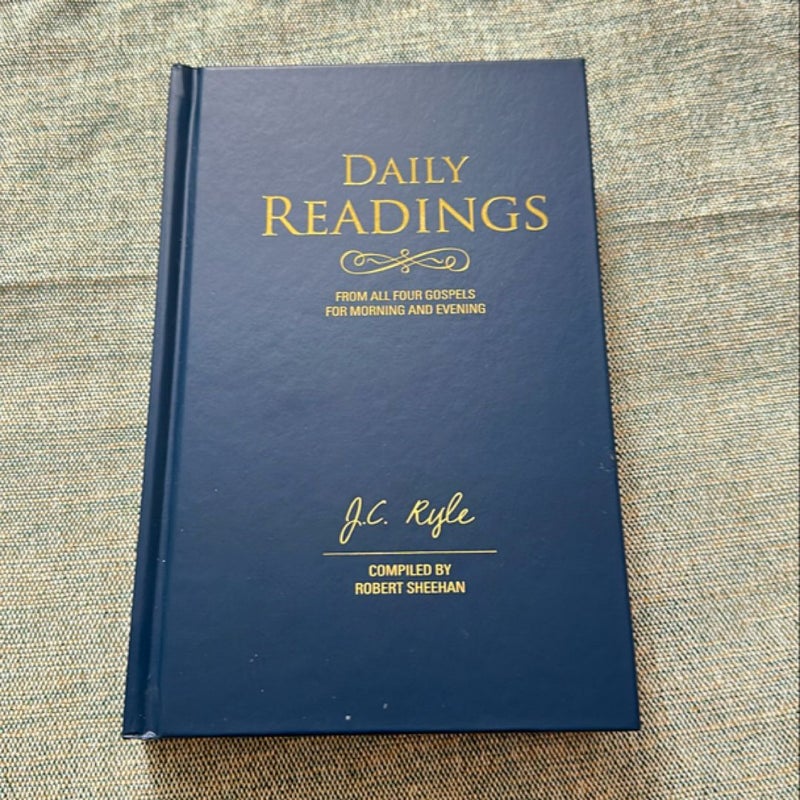 DAILY
READINGS
FROM ALL FOUR GOSPELS
FOR MORNING AND EVENING
J.C. Ryle
COMPILED BY
ROBERT SHEEHAN